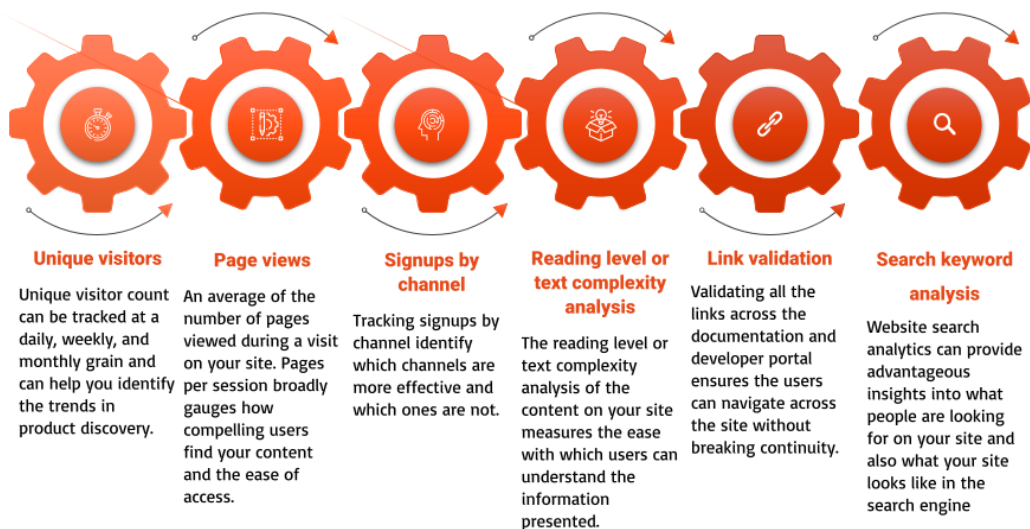 Unique visitors
Unique visitor count
can be tracked at a
daily, weekly, and
monthly grain and
can help you identify
the trends in
product discovery.
Page views
An average of the
number of pages
viewed during a visit
on your site. Pages
per session broadly
gauges how
compelling users
find your content
and the ease of
access.
Signups by
channel
Tracking signups by
channel identify
which channels are
more effective and
which ones are not.
Reading level or
text complexity
analysis
The reading level or
text complexity
analysis of the
content on your site
measures the ease
with which users can
understand the
information
presented.
Link validation
Validating all the
links across the
documentation and
developer portal
ensures the users
can navigate across
the site without
breaking continuity.
Search keyword
analysis
Website search
analytics can provide
advantageous
insights into what
people are looking
for on your site and
also what your site
looks like in the
search engine